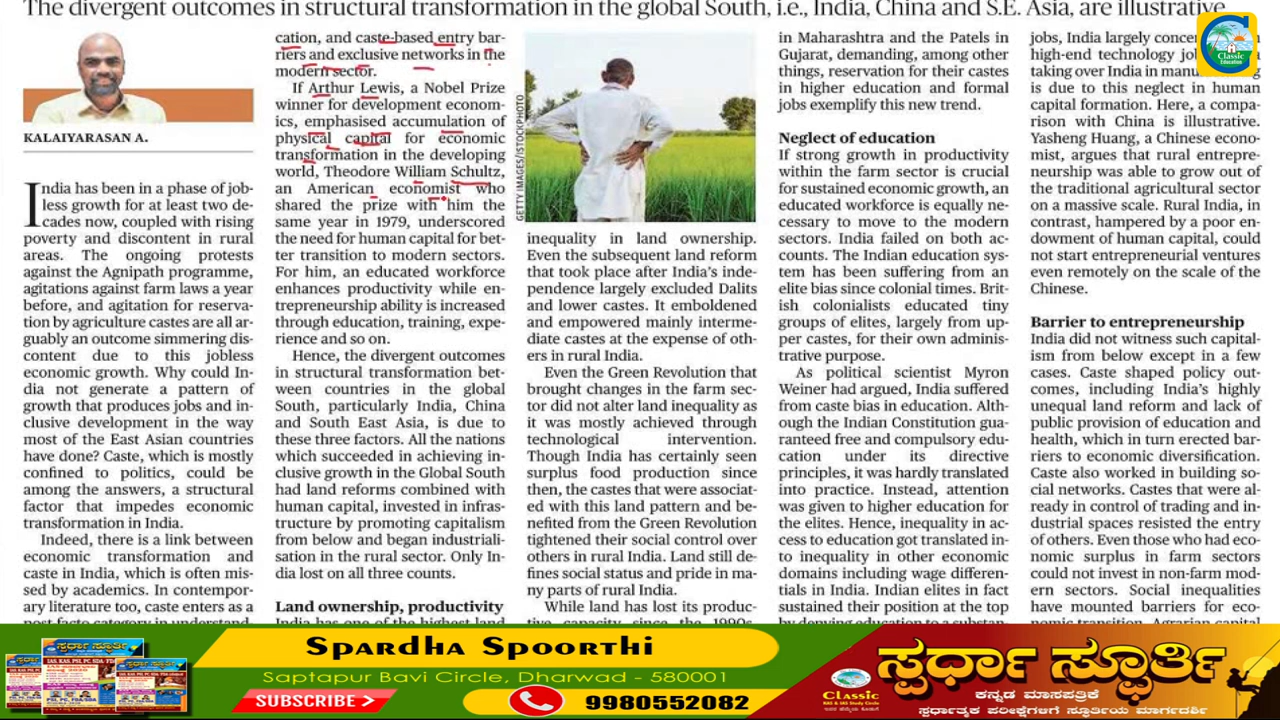 The divergent outcomes in structural transformation in the global South, i.e., India, China and S.E. Asia, are illustrative
KALAIYARASAN A.
India has been in a phase of job-
less growth for at least two de-
cades now, coupled with rising
poverty and discontent in rural
areas. The ongoing protests
against the Agnipath programme,
agitations against farm laws a year
before, and agitation for reserva-
tion by agriculture castes are all ar-
guably an outcome simmering dis-
content due to this jobless
economic growth. Why could In-
dia not generate a pattern of
growth that produces jobs and in-
clusive development in the way
most of the East Asian countries
have done? Caste, which is mostly
confined to politics, could be
among the answers, a structural
factor that impedes economic
transformation in India.
Indeed, there is a link between
economic transformation and
caste in India, which is often mis-
sed by academics. In contempor-
ary literature too, caste enters as a
post-facto category in understand-
cation, and caste-based entry bar-
riers and exclusive networks in the
modern sector.
If Arthur Lewis, a Nobel Prize
winner for development econom-
ics, emphasised accumulation of
physical capital for economic
transformation in the developing
world, Theodore William Schultz,
an American economist who
shared the prize with him the
same year in 1979, underscored
the need for human capital for bet-
ter transition to modern sectors.
For him, an educated workforce
enhances productivity while en-
trepreneurship ability is increased
through education, training, expe-
rience and so on.
Hence, the divergent outcomes
in structural transformation bet-
ween countries in the global
South, particularly India, China
and South East Asia, is due to
these three factors. All the nations
which succeeded in achieving in-
clusive growth in the Global South
had land reforms combined with
human capital, invested in infras-
tructure by promoting capitalism
from below and began industriali-
sation in the rural sector. Only In-
dia lost on all three counts.
Land ownership, productivity
India has one of the highest land
GETTY IMAGES/ISTOCKPHOTO
inequality in land ownership.
Even the subsequent land reform
that took place after India's inde-
pendence largely excluded Dalits
and lower castes. It emboldened
and empowered mainly interme-
diate castes at the expense of oth-
ers in rural India.
Even the Green Revolution that
brought changes in the farm sec-
tor did not alter land inequality as
it was mostly achieved through
technological intervention.
Though India has certainly seen
surplus food production since
then, the castes that were associat-
ed with this land pattern and be-
nefited from the Green Revolution
tightened their social control over
others in rural India. Land still de-
fines social status and pride in ma-
ny parts of rural India.
While land has lost its produc-
tive capacity since the 1990s,
in Maharashtra and the Patels in
Gujarat, demanding, among other
things, reservation for their castes
in higher education and formal
jobs exemplify this new trend.
Neglect of education
If strong growth in productivity
within the farm sector is crucial
for sustained economic growth, an
educated workforce is equally ne-
cessary to move to the modern
sectors. India failed on both ac-
counts. The Indian education sys-
tem has been suffering from an
elite bias since colonial times. Brit-
ish colonialists educated tiny
groups of elites, largely from up-
per castes, for their own adminis-
trative purpose.
As political scientist Myron
Weiner had argued, India suffered
from caste bias in education. Alth-
ough the Indian Constitution gua-
ranteed free and compulsory edu-
cation under its directive
principles, it was hardly translated
into practice. Instead, attention
was given to higher education for
the elites. Hence, inequality in ac-
cess to education got translated in-
to inequality in other economic
domains including wage differen-
tials in India. Indian elites in fact
sustained their position at the top
by denying education to a substan-
jobs, India largely concen
high-end technology jo
taking over India in manu
is due to this neglect in human
capital formation. Here, a compa-
rison with China is illustrative.
Yasheng Huang, a Chinese econo-
mist, argues that rural entrepre-
neurship was able to grow out of
the traditional agricultural sector
on a massive scale. Rural India, in
contrast, hampered by a poor en-
dowment of human capital, could
not start entrepreneurial ventures
even remotely on the scale of the
Chinese.
Barrier to entrepreneurship
India did not witness such capital-
ism from below except in a few
cases. Caste shaped policy out-
comes, including India's highly
unequal land reform and lack of
public provision of education and
health, which in turn erected bar-
riers to economic diversification.
Caste also worked in building so-
cial networks. Castes that were al-
ready in control of trading and in-
dustrial spaces resisted the entry
of others. Even those who had eco-
nomic surplus in farm sectors
could not invest in non-farm mod-
ern sectors. Social inequalities
have mounted barriers for eco-
nomic transition. Agrarian capital
Classic
Education
Spardha Spoorthi
Saptapur Bavi Circle, Dharwad - 580001
SUBSCRIBE
9980552082
ಸ್ಪರ್ಧಾ ಸ್ಫೂರ್ತಿ
ಕನ್ನಡ ಮಾಸಪತ್ರಿಕೆ
ಸ್ಪರ್ಧಾತ್ಮಕ ಪರೀಕ್ಷೆಗಳಿಗೆ ಸ್ಫೂರ್ತಿಯ ಮಾರ್ಗದರ್ಶಿ
Classic
KAS & IAS Study Circle